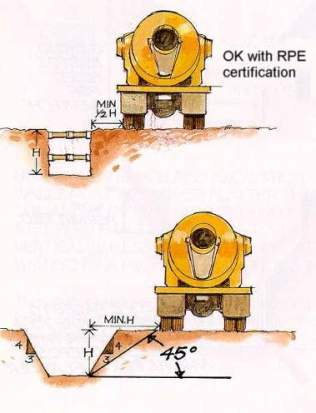 OK with RPE
certification
MIN
½ H
H
MIN. H
4
3
H
4
3
45°